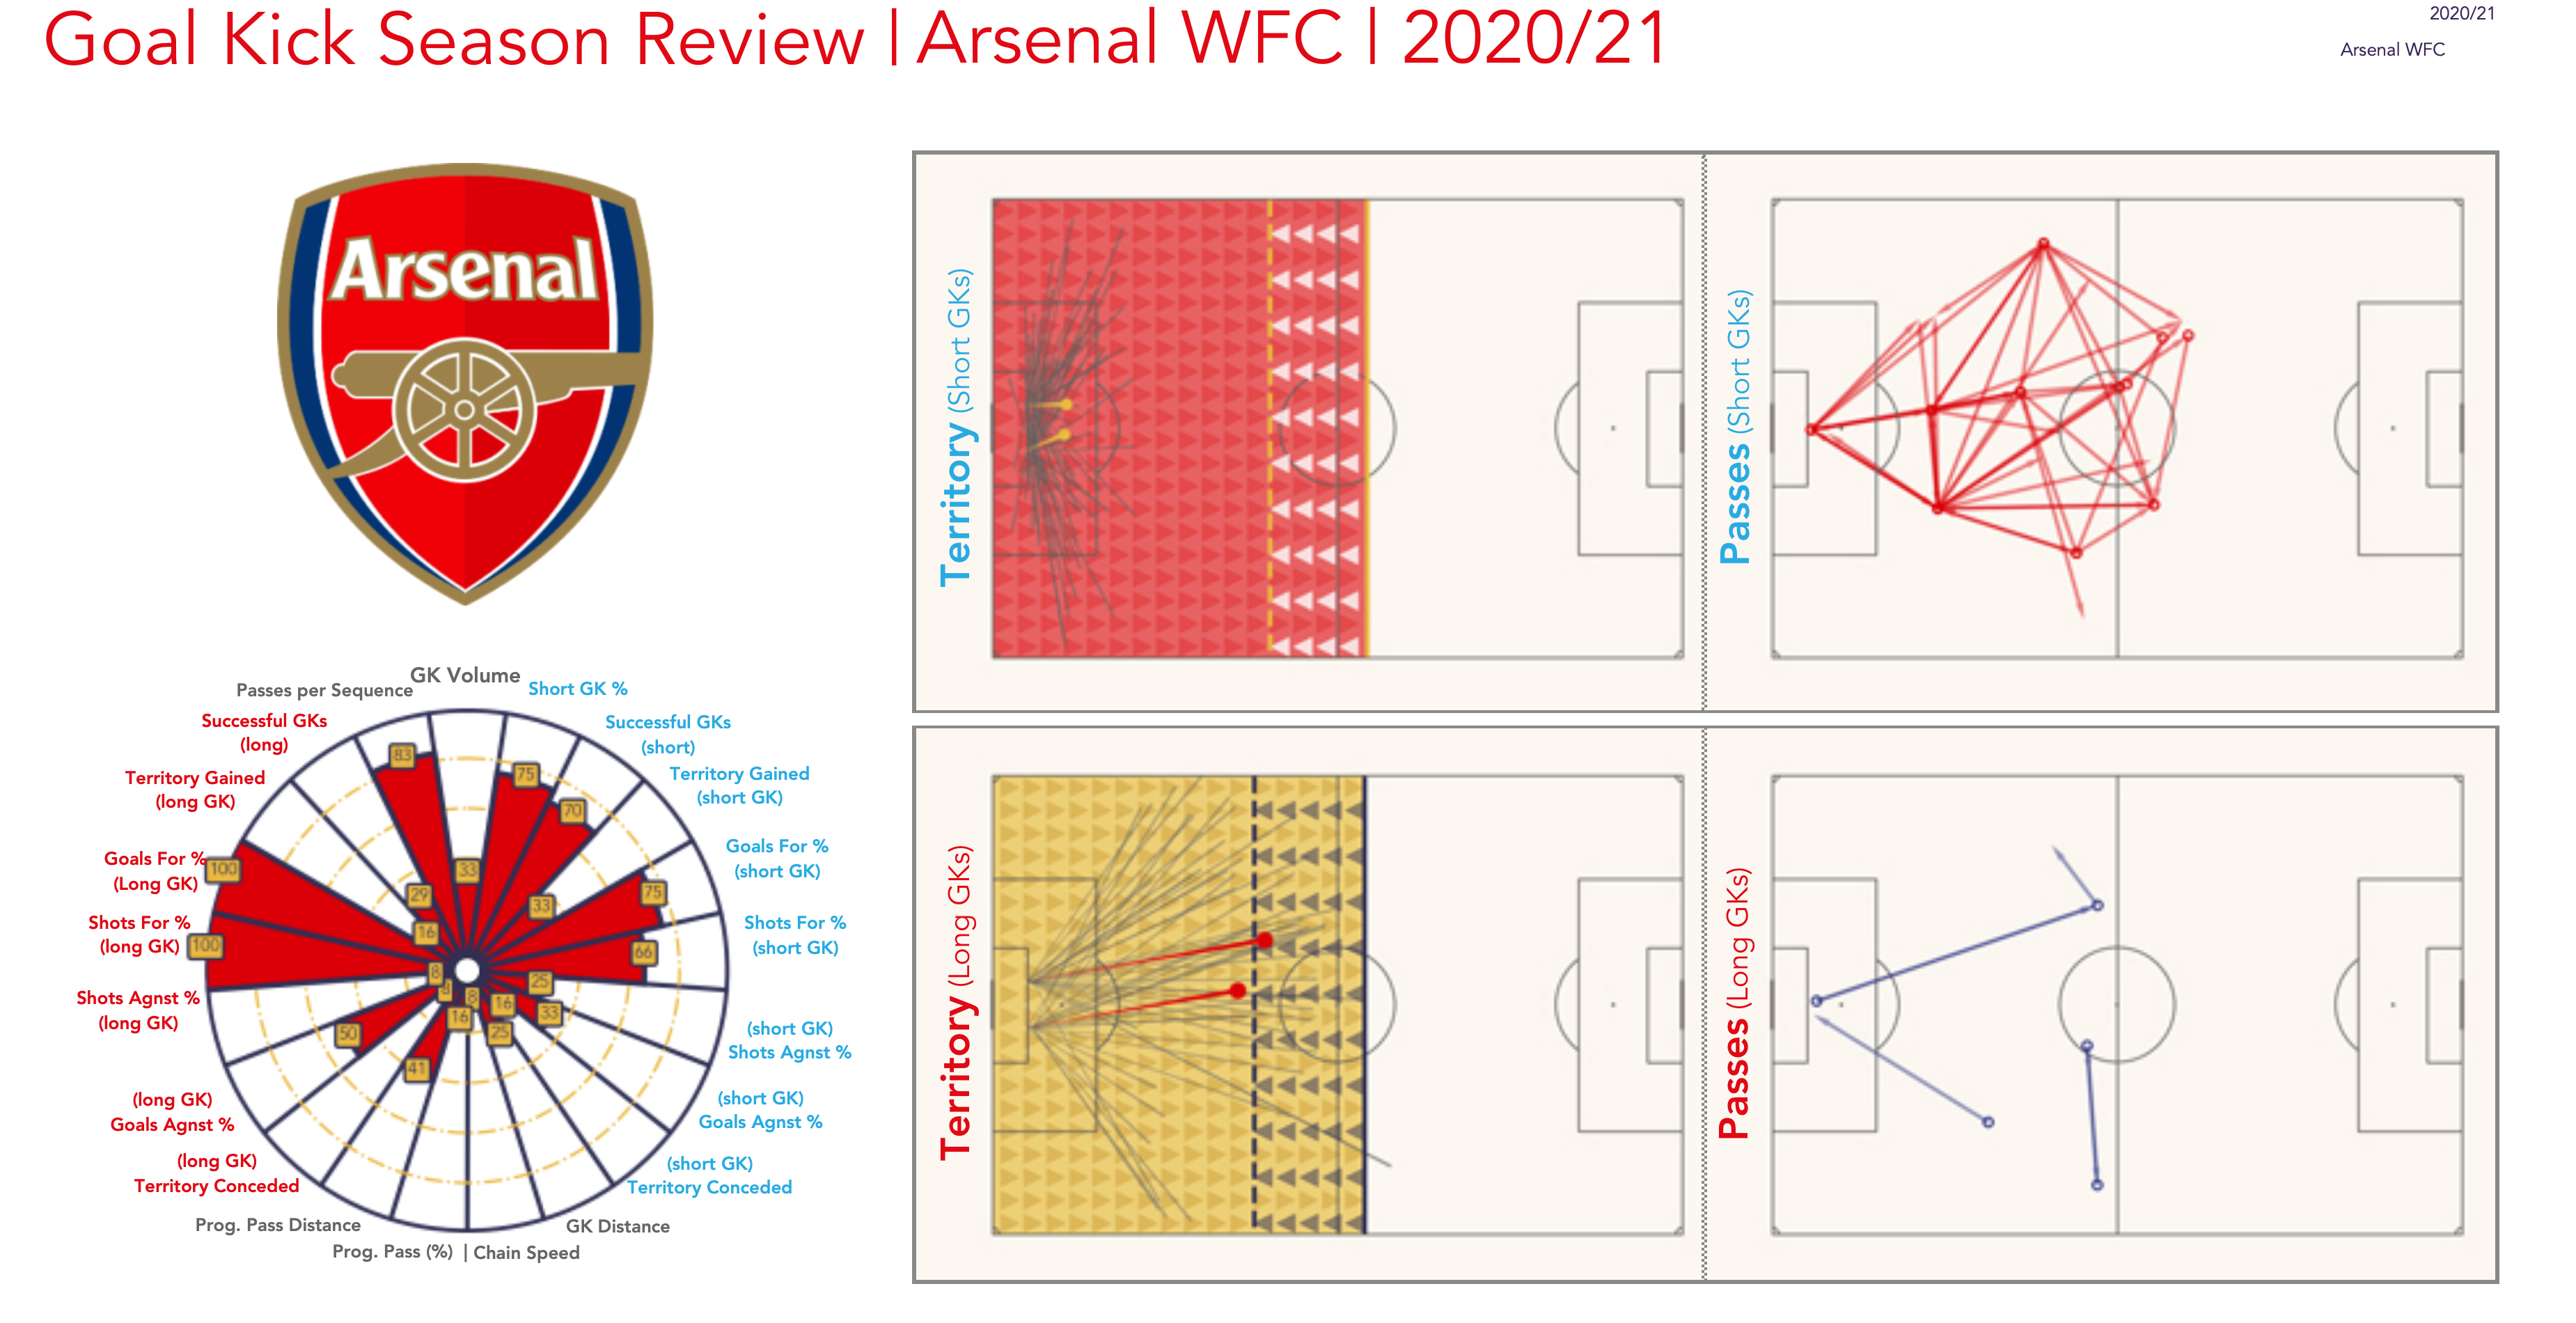 Goal Kick Season Review | Arsenal WFC | 2020/21
2020/21
Arsenal WFC
Arsenal
GK Volume
Passes per Sequence
Short GK %
Successful GKs
(long)
Successful GKs
(short)
Territory Gained
(long GK)
Territory Gained
(short GK)
Goals For %
(Long GK)
Goals For %
(short GK)
Shots For %
(long GK)
Shots For %
(short GK)
Shots Agnst %
(long GK)
(short GK)
Shots Agnst %
(long GK)
Goals Agnst %
(short GK)
Goals Agnst %
(long GK)
Territory Conceded
(short GK)
Territory Conceded
Prog. Pass Distance
GK Distance
Prog. Pass (%) | Chain Speed
83
75
70
33
29
33
75
16
100
100
66
8
25
8
16
33
16
25
50
41
Territory (Short GKs)
Passes (Short GKs)
Territory (Long GKs)
Passes (Long GKs)